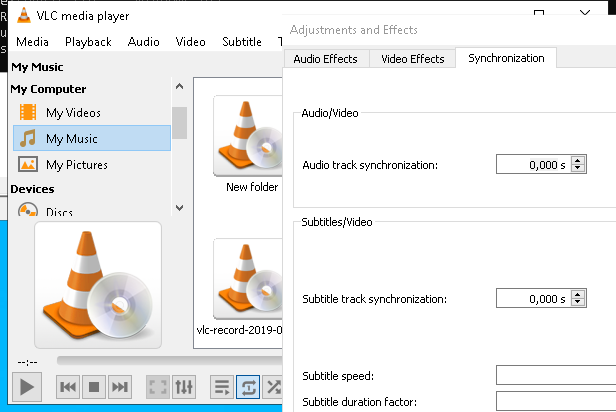 VLC media player
Media Playback Audio Video Subtitle
My Music
My Computer
My Videos
My Music
My Pictures
Devices
Discs
New folder
vlc-record-2019-0
--:--
Adjustments and Effects
Audio Effects Video Effects Synchronization
Audio/Video
Audio track synchronization: 0,000 s
Subtitles/Video
Subtitle track synchronization: 0,000 s
Subtitle speed:
Subtitle duration factor: